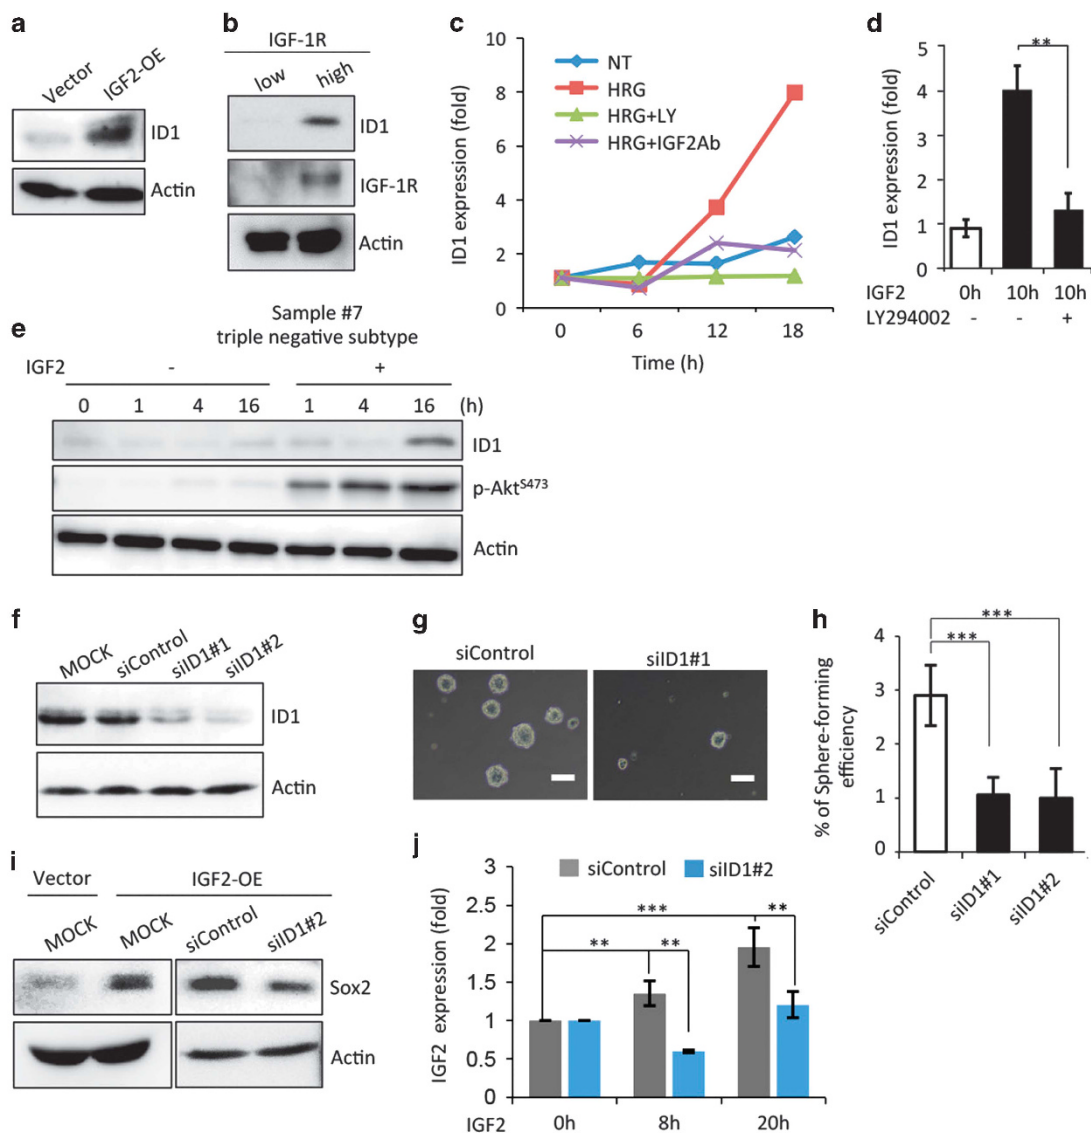 a
Vector
IGF2-OE
ID1
Actin
b
IGF-1R
low
high
ID1
IGF-1R
Actin
c
ID1 expression (fold)
10
8
6
4
2
0
NT
HRG
HRG+LY
HRG+IGF2Ab
0 6 12 18
Time (h)
d
**
ID1 expression (fold)
5
4
3
2
1
0
IGF2 0h 10h 10h
LY294002 - - +
e
Sample #7
triple negative subtype
IGF2 - +
0 1 4 16 1 4 16 (h)
ID1
p-Akt^S473
Actin
f
MOCK
siControl
siID1#1
siID1#2
ID1
Actin
g
siControl
siID1#1
h
***
***
% of Sphere-forming
efficiency
4
3
2
1
0
siControl
siID1#1
siID1#2
i
Vector IGF2-OE
MOCK
MOCK
siControl
siID1#2
Sox2
Actin
j
siControl siID1#2
IGF2 expression (fold)
3
2.5
2
1.5
1
0.5
0
*** **
** **
IGF2 0h 8h 20h